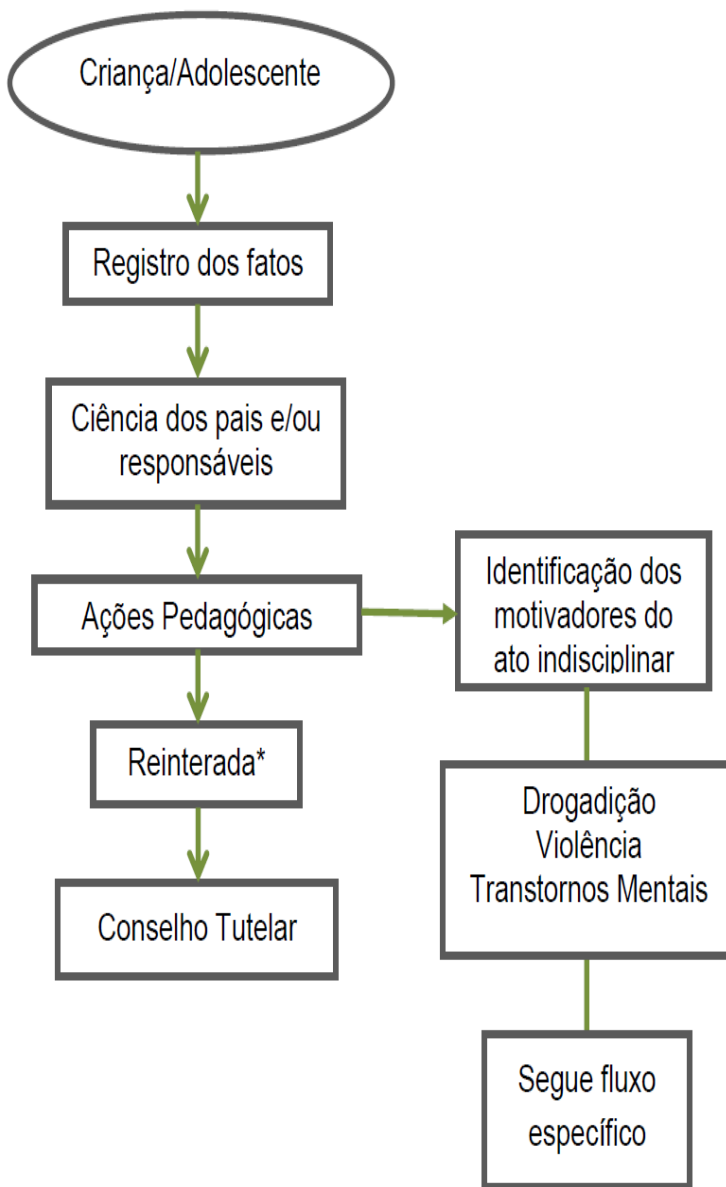 Criança/Adolescente
Registro dos fatos
Ciência dos pais e/ou
responsáveis
Ações Pedagógicas
Identificação dos
motivadores do
ato indisciplinar
Reinterada*
Drogadição
Violência
Transtornos Mentais
Conselho Tutelar
Segue fluxo
específico